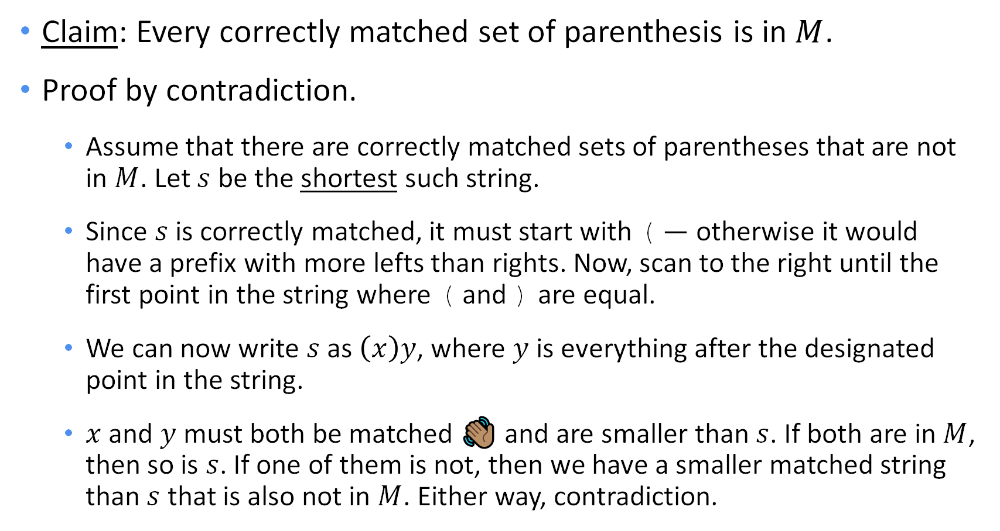 • Claim: Every correctly matched set of parenthesis is in M.
• Proof by contradiction.
• Assume that there are correctly matched sets of parentheses that are not
in M. Let s be the shortest such string.
• Since s is correctly matched, it must start with ( — otherwise it would
have a prefix with more lefts than rights. Now, scan to the right until the
first point in the string where ( and ) are equal.
• We can now write s as (x)y, where y is everything after the designated
point in the string.
• x and y must both be matched 👋🏽 and are smaller than s. If both are in M,
then so is s. If one of them is not, then we have a smaller matched string
than s that is also not in M. Either way, contradiction.